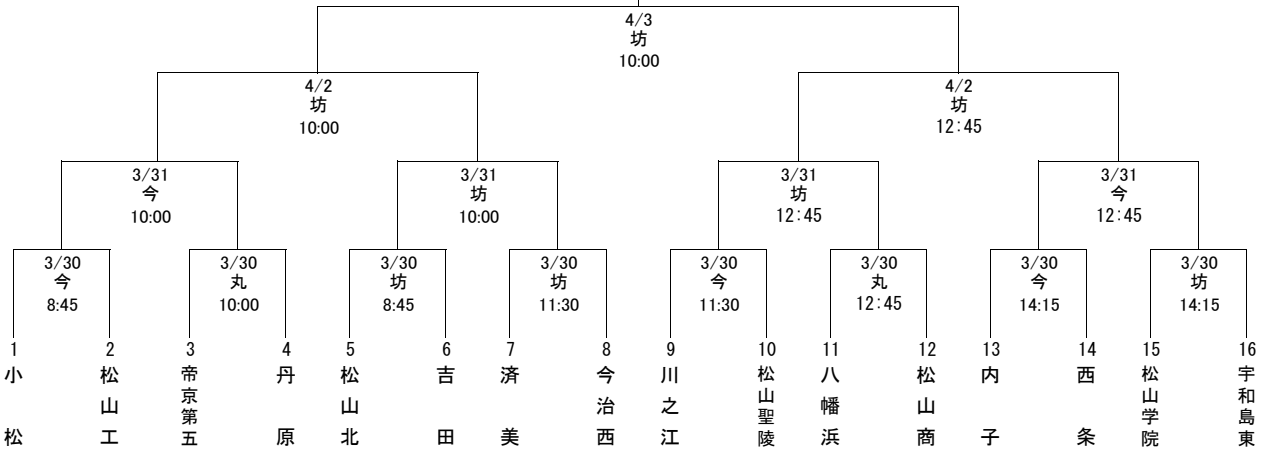 4/3
坊
10:00
4/2
坊
10:00
4/2
坊
12:45
3/31
今
10:00
3/31
坊
10:00
3/31
坊
12:45
3/31
今
12:45
3/30
今
8:45
3/30
丸
10:00
3/30
坊
8:45
3/30
坊
11:30
3/30
今
11:30
3/30
丸
12:45
3/30
今
14:15
3/30
坊
14:15
1
小松
2
松山工
3
帝京第五
4
丹原
5
松山北
6
吉田
7
済美
8
今治西
9
川之江
10
松山聖陵
11
八幡浜
12
松山商
13
内子
14
西条
15
松山学院
16
宇和島東